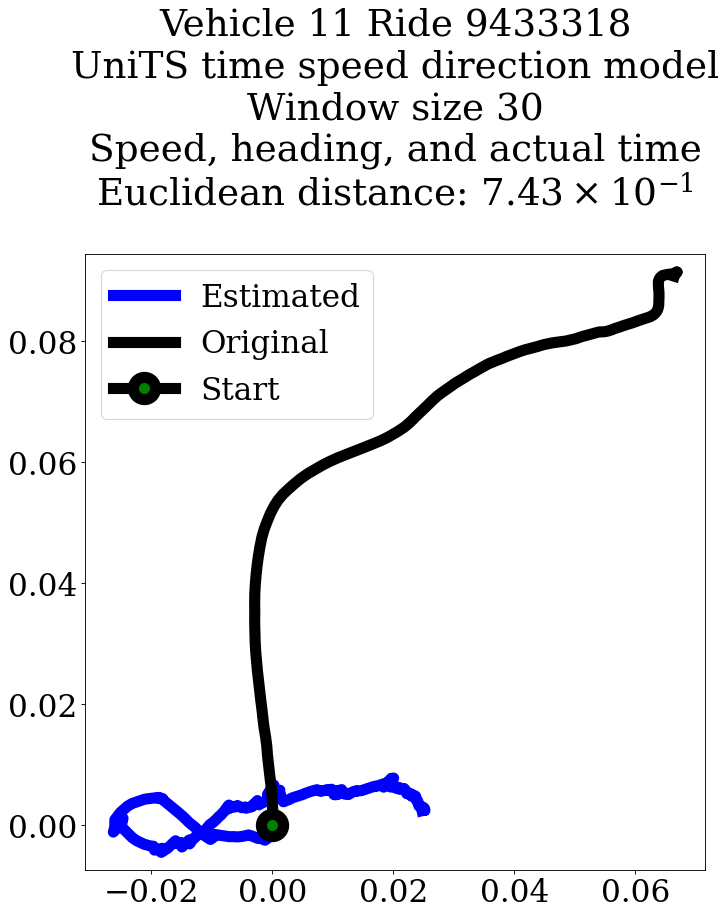 Vehicle 11 Ride 9433318
UniTS time speed direction model
Window size 30
Speed, heading, and actual time
Euclidean distance: 7.43 × 10⁻¹
Estimated
Original
Start
0.08
0.06
0.04
0.02
0.00
−0.02 0.00 0.02 0.04 0.06